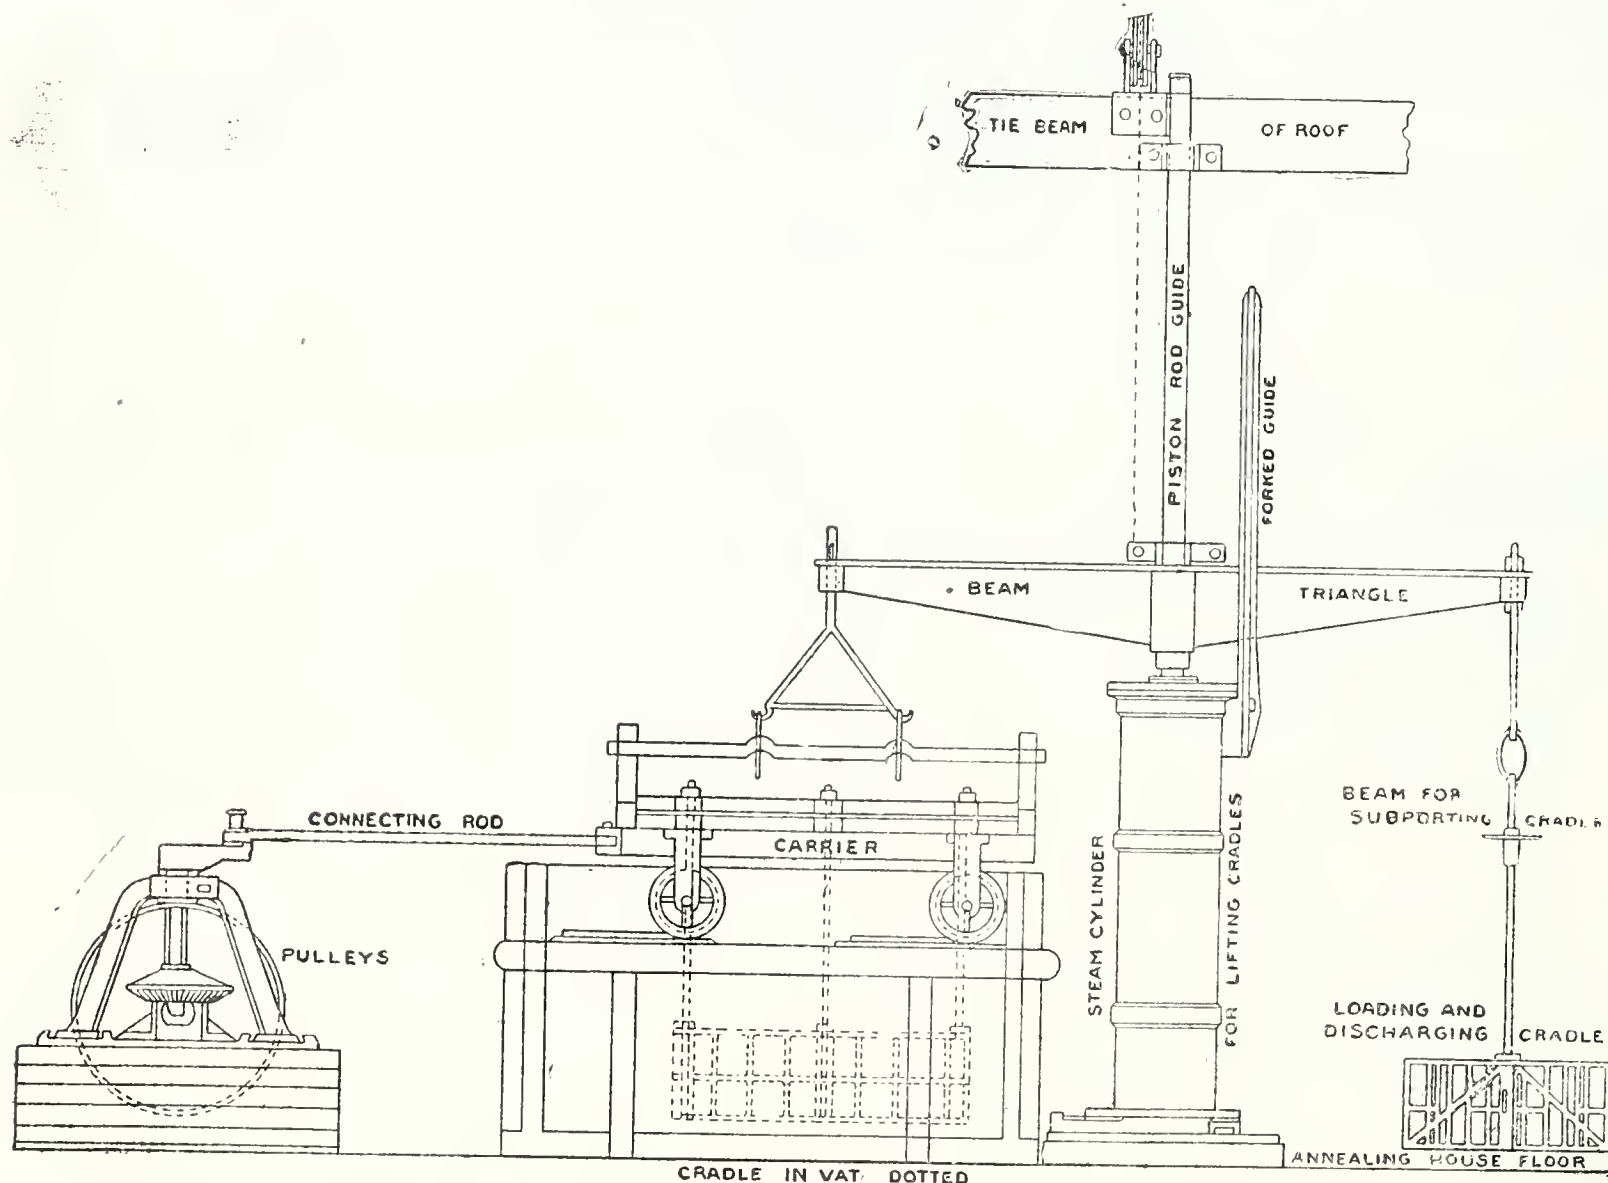 TIE BEAM OF ROOF
PISTON ROD GUIDE
FORKED GUIDE
BEAM TRIANGLE
CONNECTING ROD
CARRIER
PULLEYS
BEAM FOR
SUPPORTING CRADLE
STEAM CYLINDER
FOR LIFTING CRADLES
LOADING AND
DISCHARGING CRADLE
ANNEALING HOUSE FLOOR
CRADLE IN VAT DOTTED